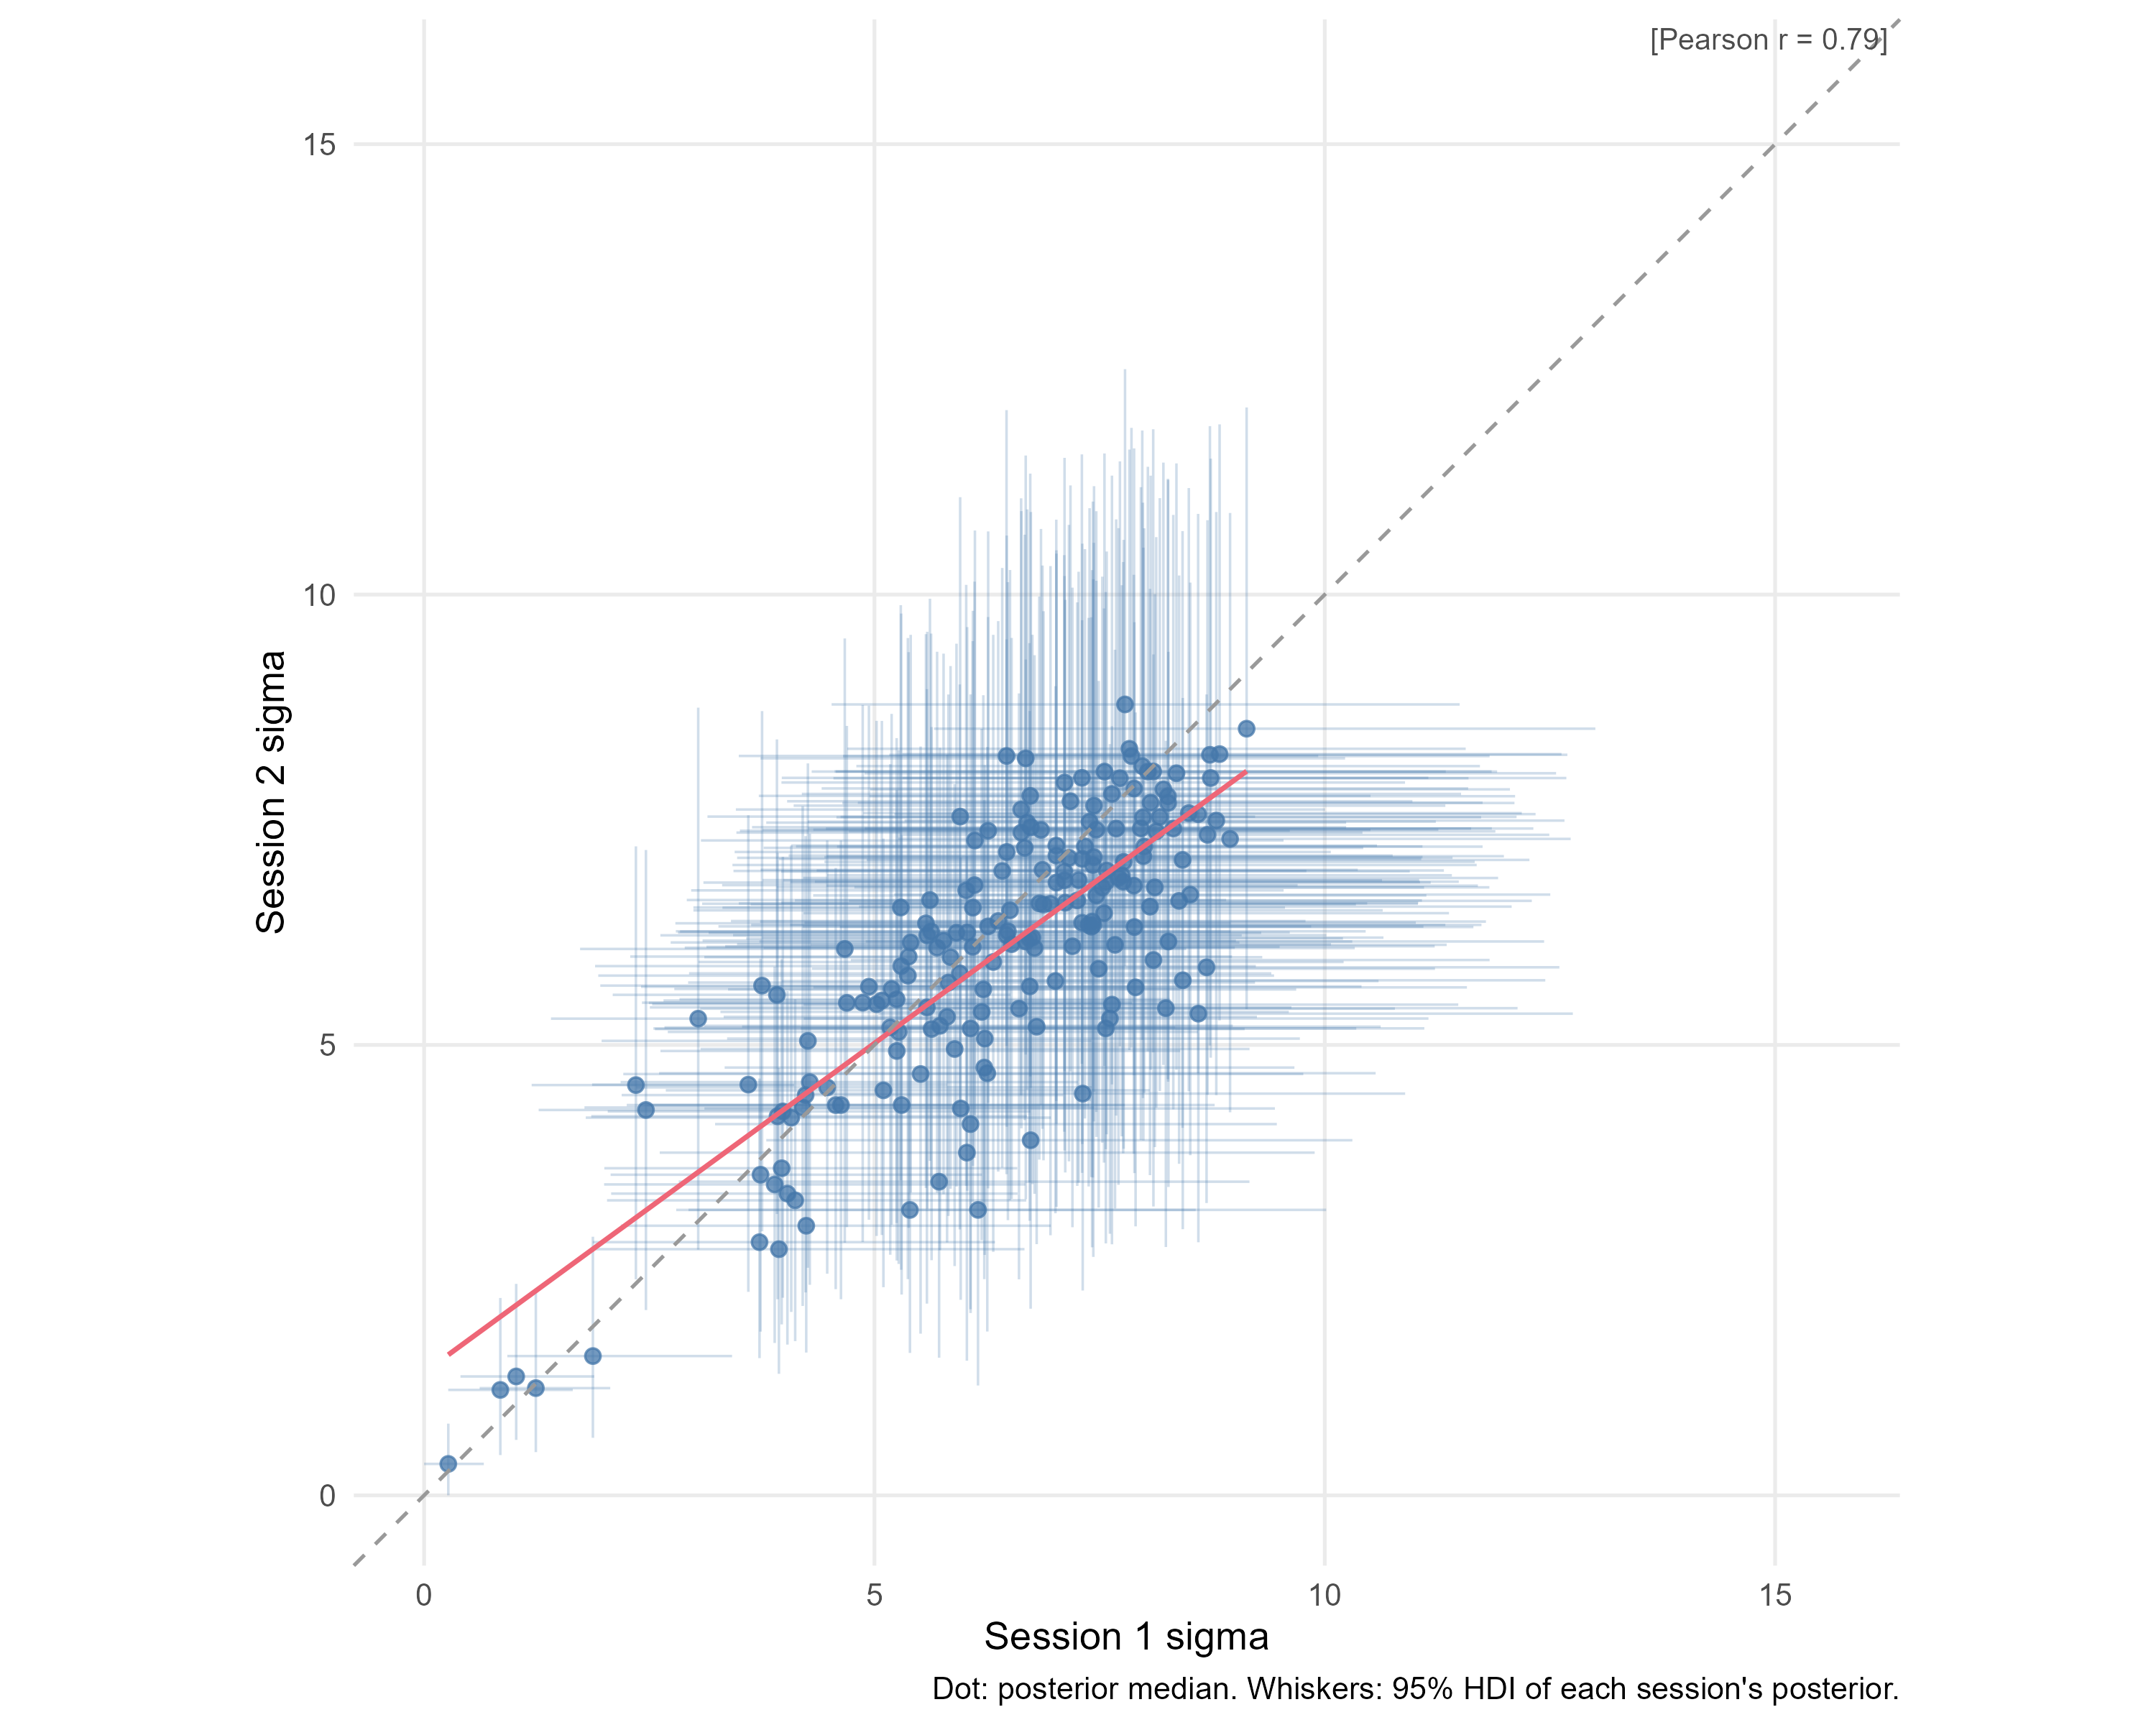 [Pearson r = 0.79]
15
10
5
0
Session 2 sigma
0
5
10
15
Session 1 sigma
Dot: posterior median. Whiskers: 95% HDI of each session's posterior.